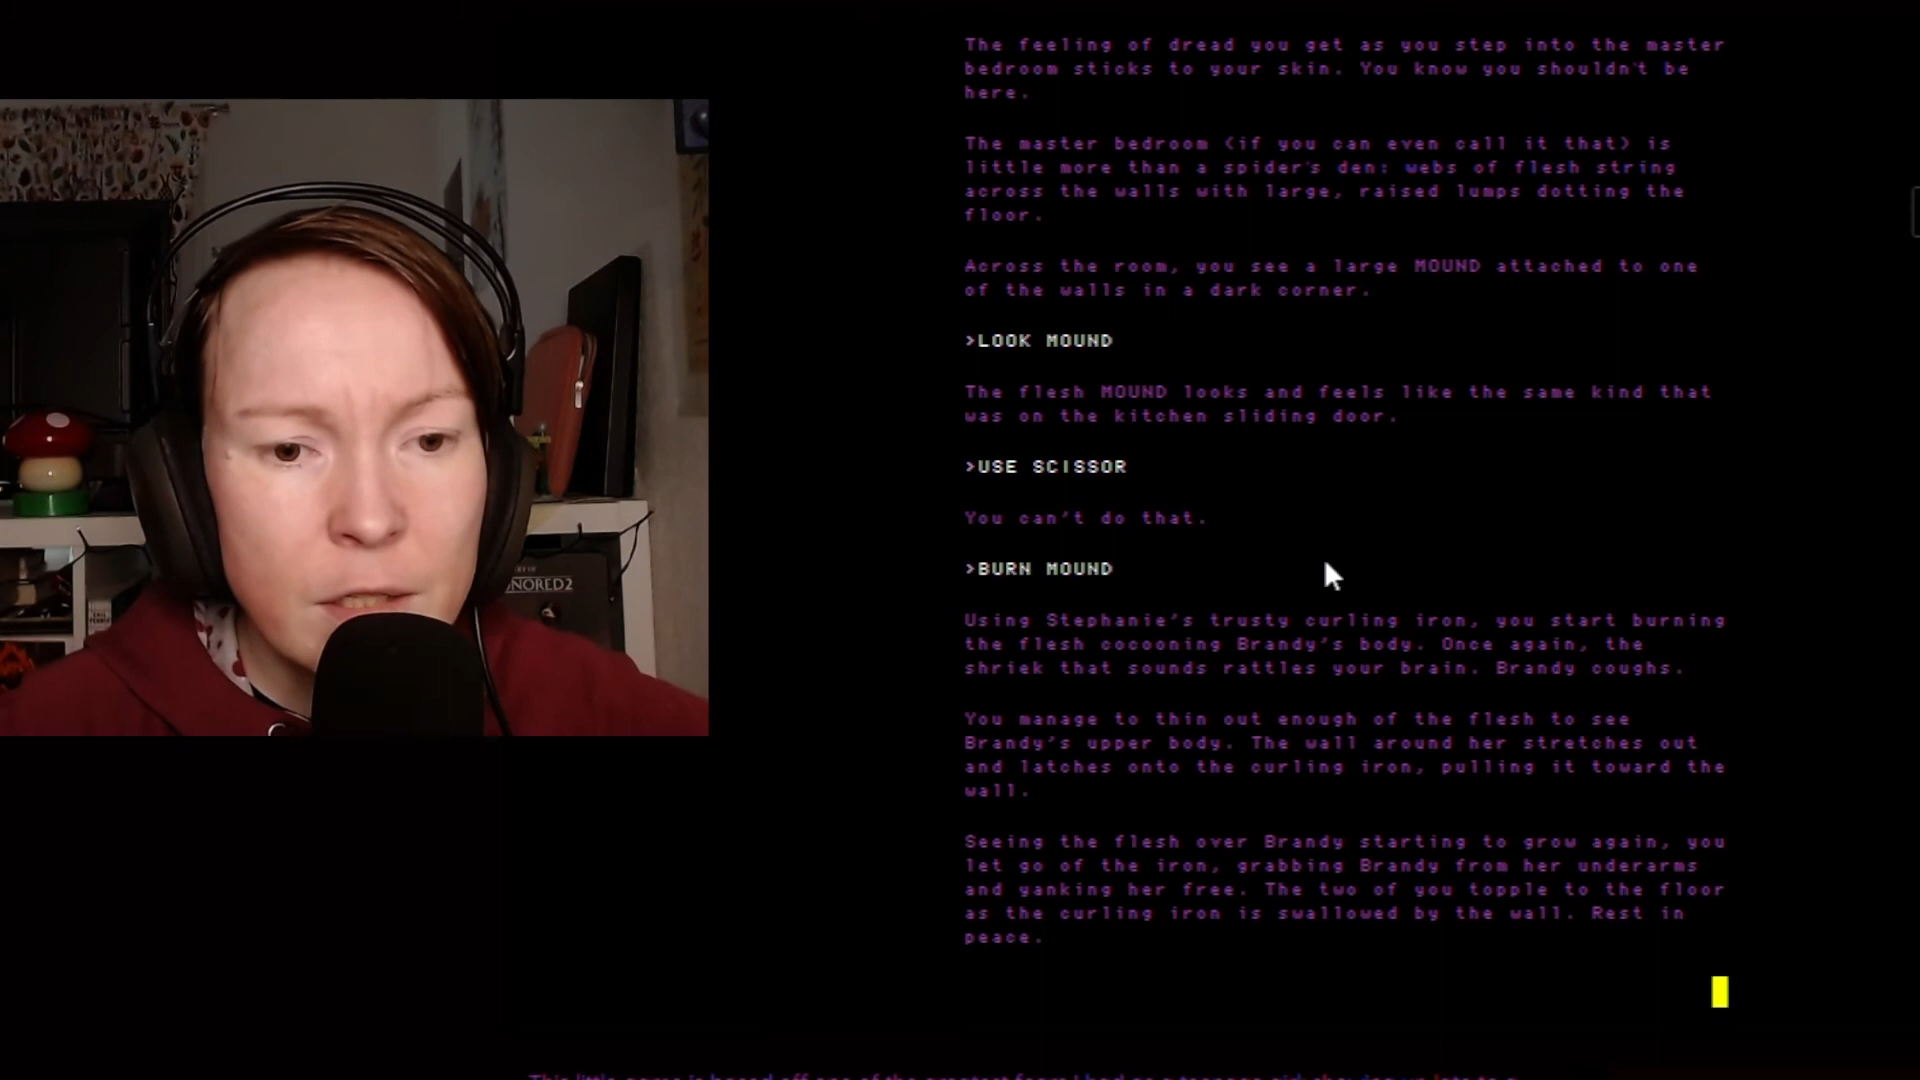 The feeling of dread you get as you step into the master
bedroom sticks to your skin. You know you shouldn't be
here.
The master bedroom (if you can even call it that) is
little more than a spider's den: webs of flesh string
across the walls with large, raised lumps dotting the
floor.
Across the room, you see a large MOUND attached to one
of the walls in a dark corner.
>LOOK MOUND
The flesh MOUND looks and feels like the same kind that
was on the kitchen sliding door.
>USE SCISSOR
You can't do that.
>BURN MOUND
Using Stephanie's trusty curling iron, you start burning
the flesh cocooning Brandy's body. Once again, the
shriek that sounds rattles your brain. Brandy coughs.
You manage to thin out enough of the flesh to see
Brandy's upper body. The wall around her stretches out
and latches onto the curling iron, pulling it toward the
wall.
Seeing the flesh over Brandy starting to grow again, you
let go of the iron, grabbing Brandy from her underarms
and yanking her free. The two of you topple to the floor
as the curling iron is swallowed by the wall. Rest in
peace.
NORED2